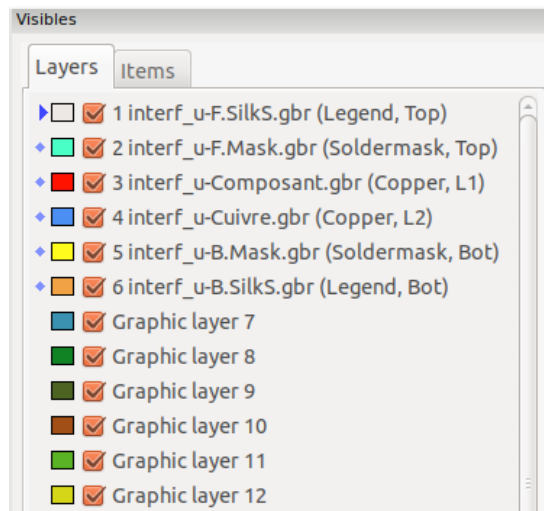 Visibles
Layers Items
1 interf_u-F.SilkS.gbr (Legend, Top)
2 interf_u-F.Mask.gbr (Soldermask, Top)
3 interf_u-Composant.gbr (Copper, L1)
4 interf_u-Cuivre.gbr (Copper, L2)
5 interf_u-B.Mask.gbr (Soldermask, Bot)
6 interf_u-B.SilkS.gbr (Legend, Bot)
Graphic layer 7
Graphic layer 8
Graphic layer 9
Graphic layer 10
Graphic layer 11
Graphic layer 12